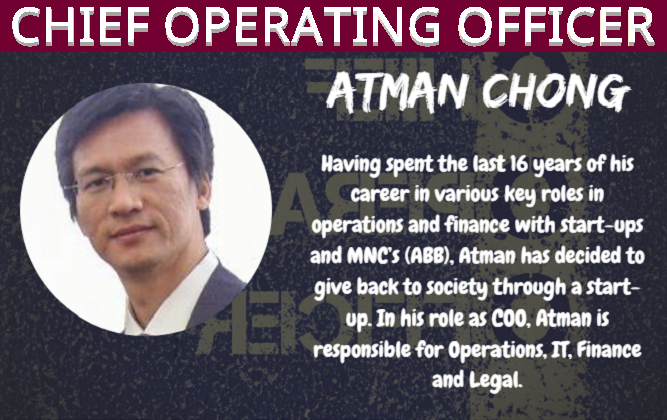 CHIEF OPERATING OFFICER
ATMAN CHONG
Having spent the last 16 years of his
career in various key roles in
operations and finance with start-ups
and MNC's (ABB), Atman has decided to
give back to society through a start-
up. In his role as COO, Atman is
responsible for Operations, IT, Finance
and Legal.